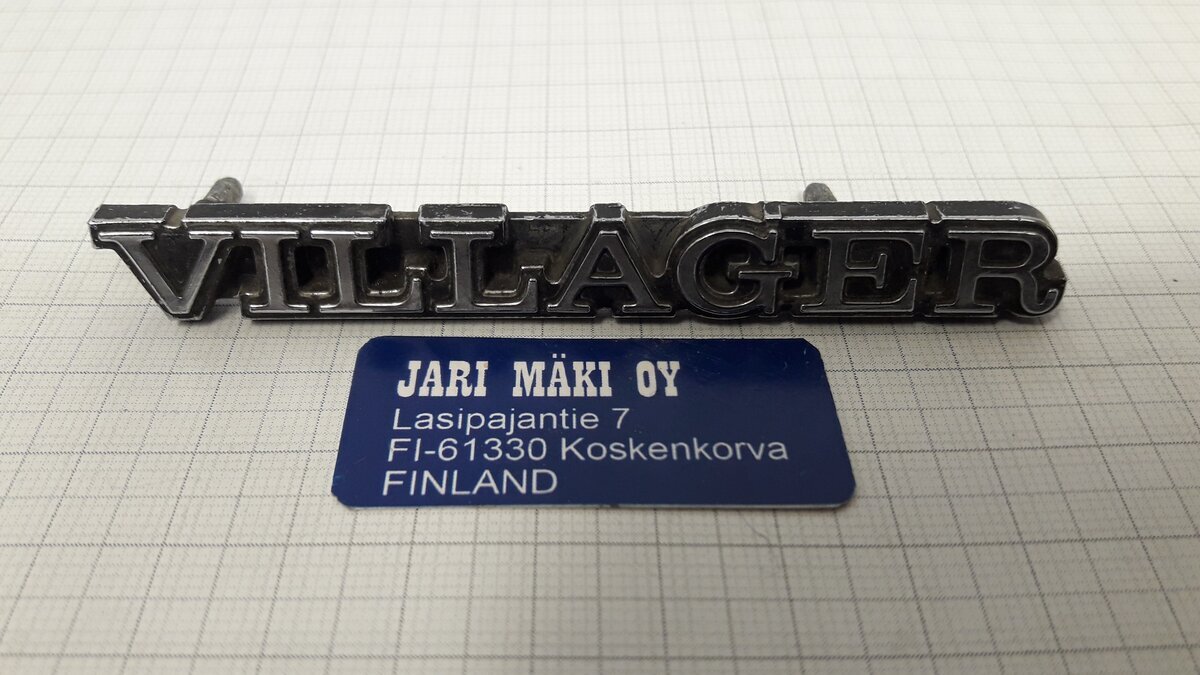 VILLAGER
JARI MÄKI OY
Lasipajantie 7
FI-61330 Koskenkorva
FINLAND